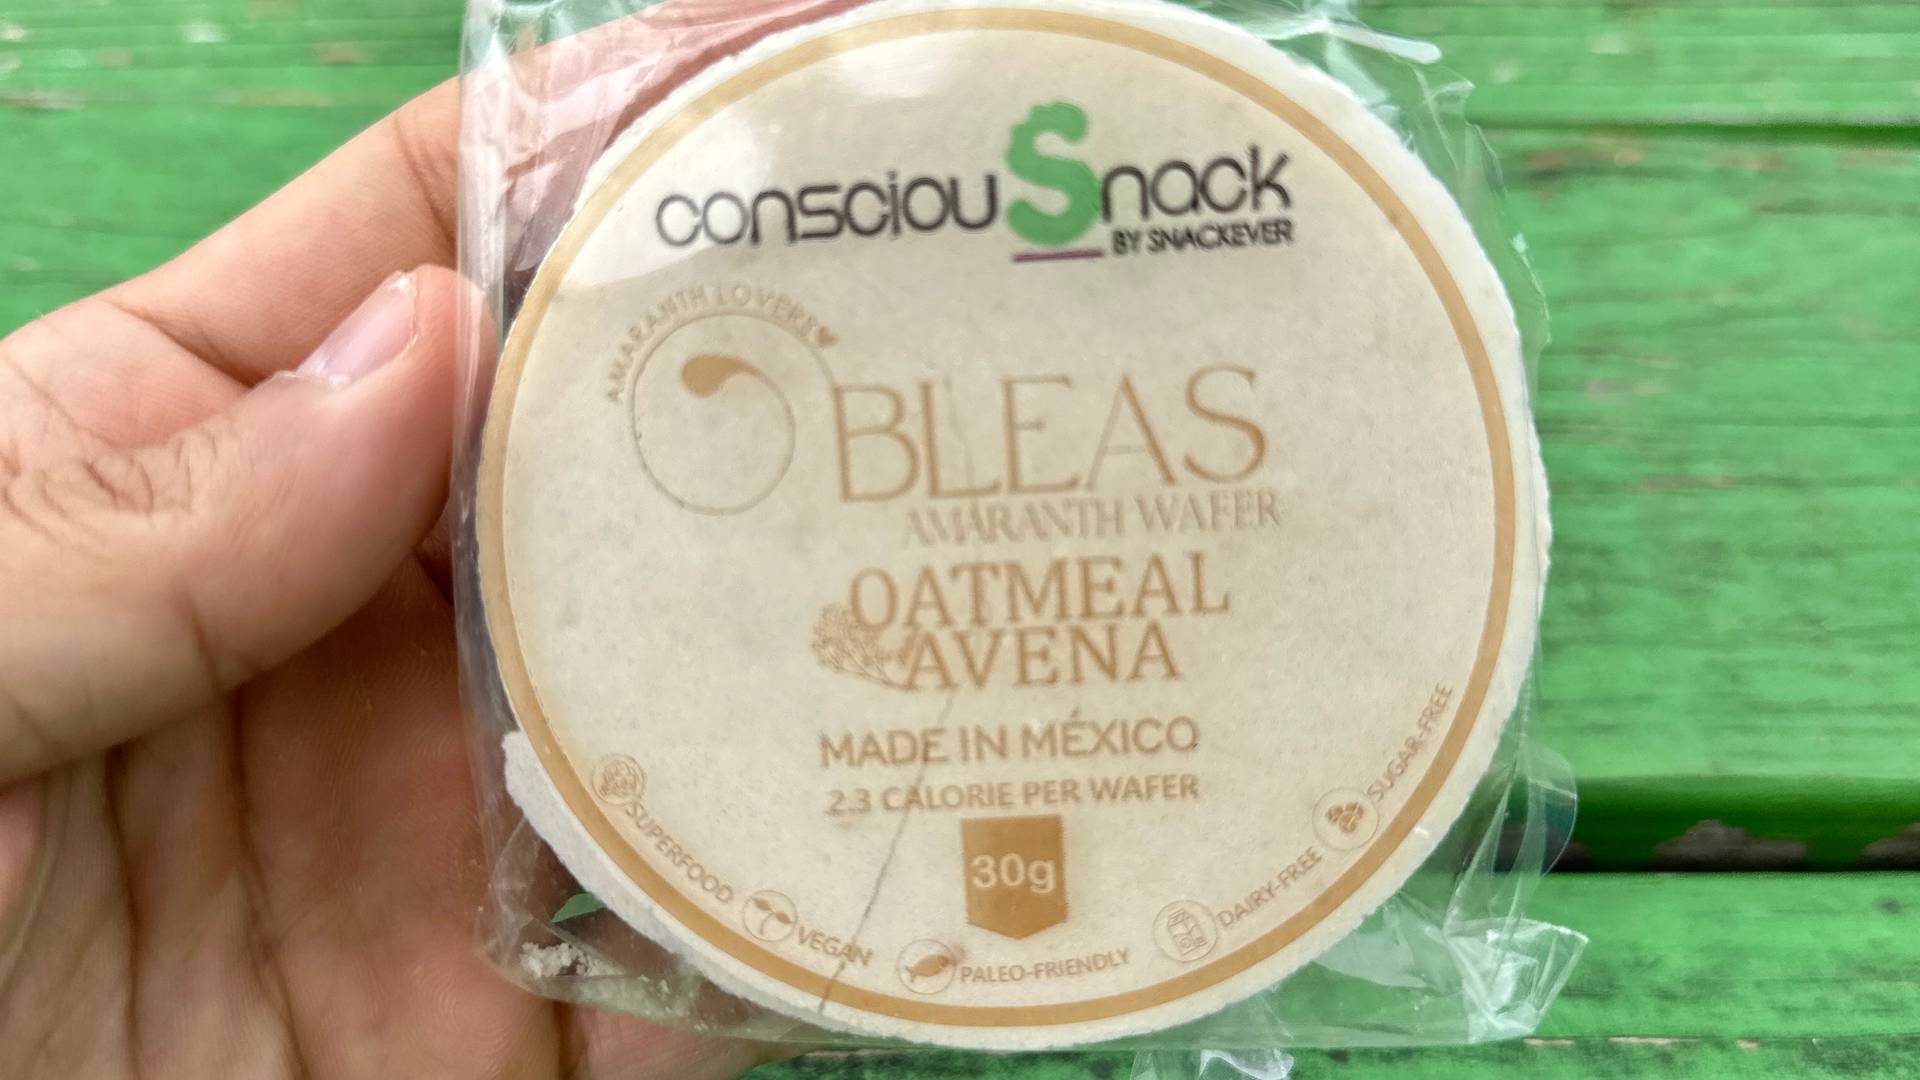 consciouSnack
BY SNACKEVER
AMARANTH LOVERS
OBLEAS
AMARANTH WAFER
OATMEAL
AVENA
MADE IN MÉXICO
2.3 CALORIE PER WAFER
30g
SUPERFOOD
VEGAN
PALEO-FRIENDLY
DAIRY-FREE
SUGAR-FREE